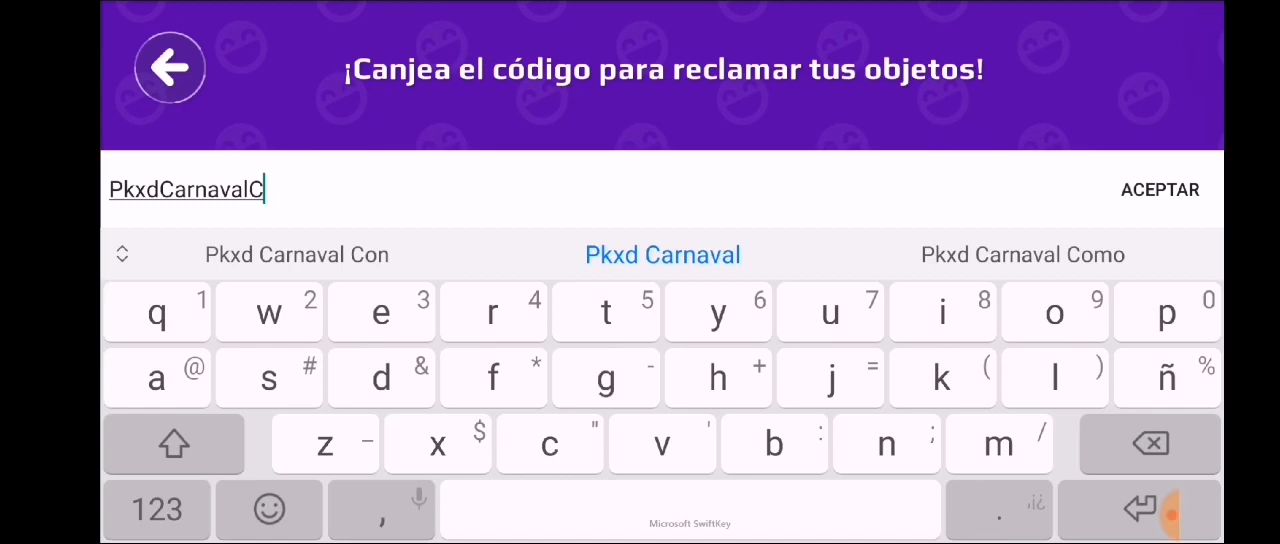 ¡Canjea el código para reclamar tus objetos!
PkxdCarnavalC
ACEPTAR
Pkxd Carnaval Con
Pkxd Carnaval
Pkxd Carnaval Como
q 1 w 2 e 3 r 4 t 5 y 6 u 7 i 8 o 9 p 0
a @ s # d & f * g - h + j = k ( l ) ñ %
z _ x $ c " v ' b : n ; m /
123 , . ¡!¿
Microsoft SwiftKey